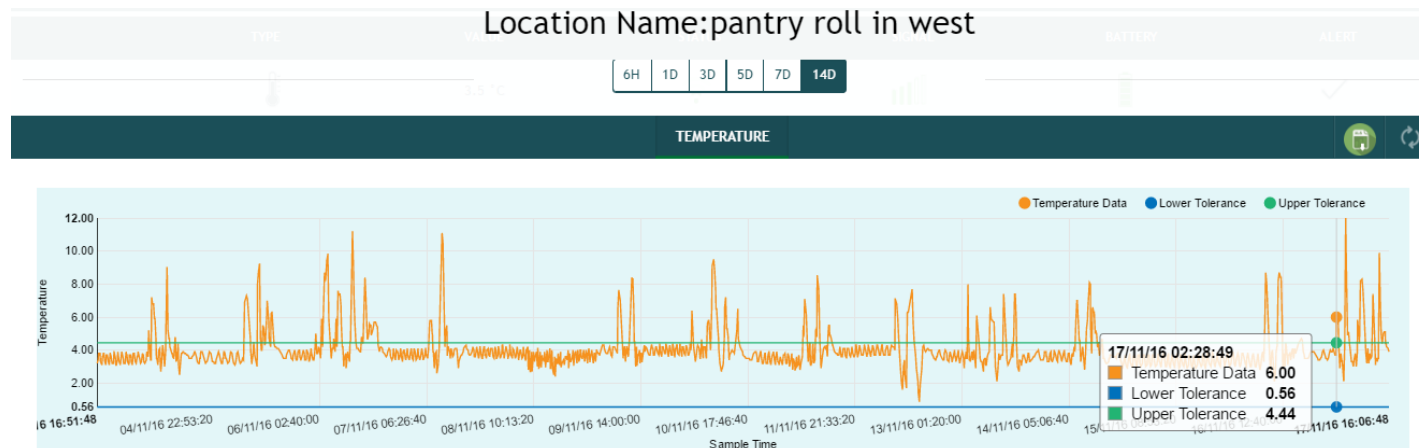 Location Name:pantry roll in west
TYPE BATTERY ALERT
6H 1D 3D 5D 7D 14D
3.5 °C
TEMPERATURE
Temperature Data Lower Tolerance Upper Tolerance
12.00
10.00
8.00
6.00
4.00
2.00
0.56
Temperature
17/11/16 02:28:49
Temperature Data 6.00
Lower Tolerance 0.56
Upper Tolerance 4.44
6 16:51:48 04/11/16 22:53:20 06/11/16 02:40:00 07/11/16 06:26:40 08/11/16 10:13:20 09/11/16 14:00:00 10/11/16 17:46:40 11/11/16 21:33:20 13/11/16 01:20:00 14/11/16 05:06:40 17/11/16 16:06:48
Sample Time